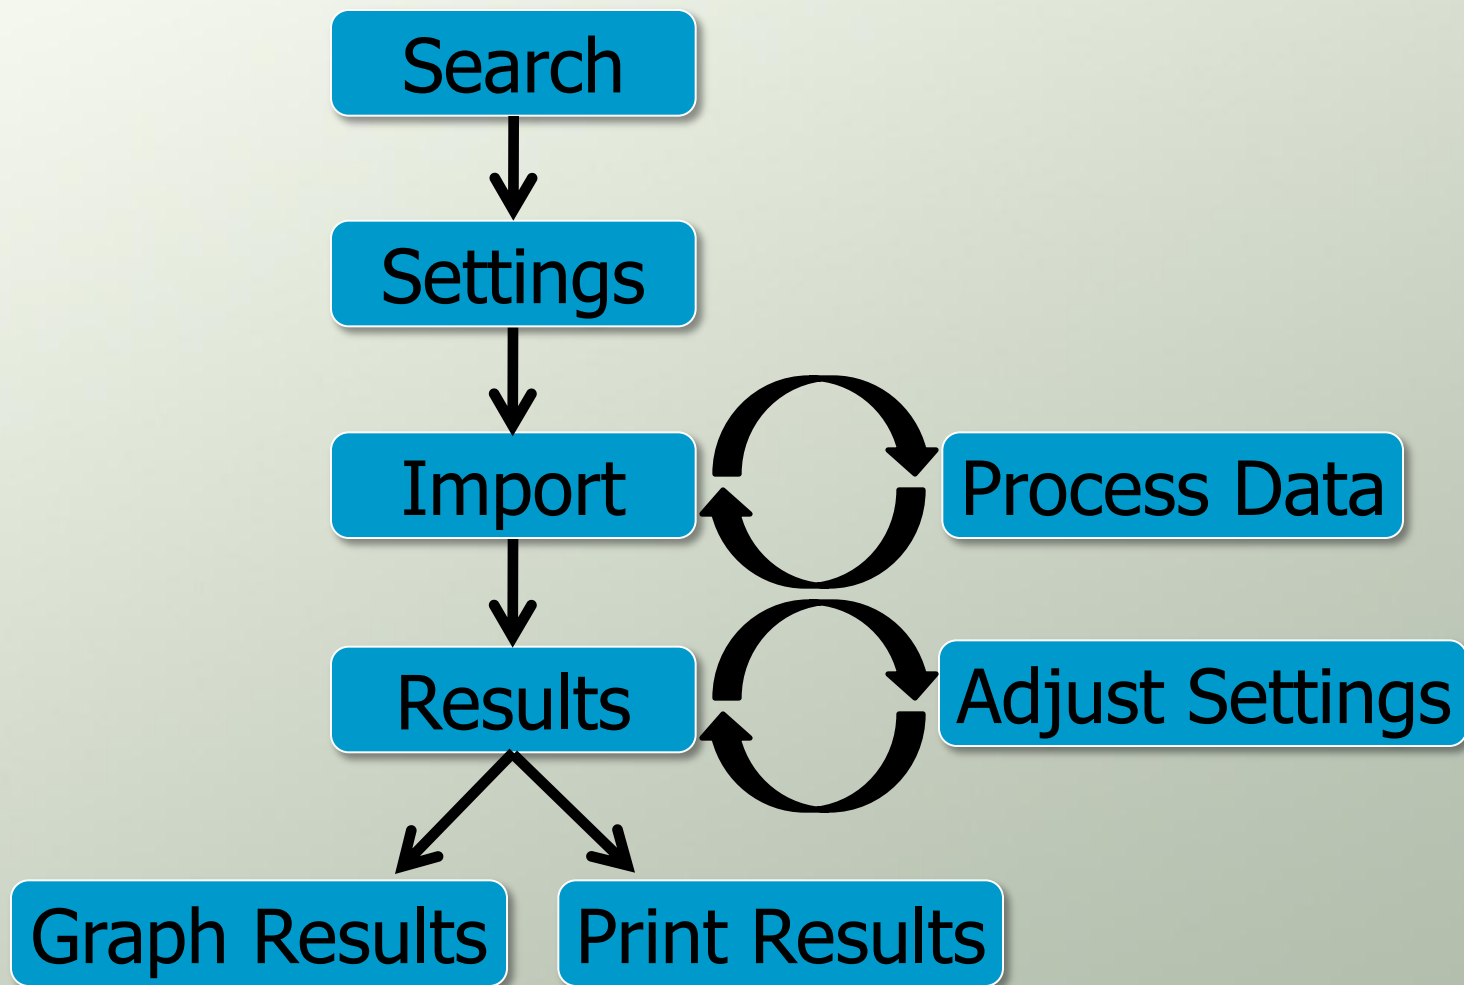 Search
Settings
Import
Process Data
Results
Adjust Settings
Graph Results
Print Results